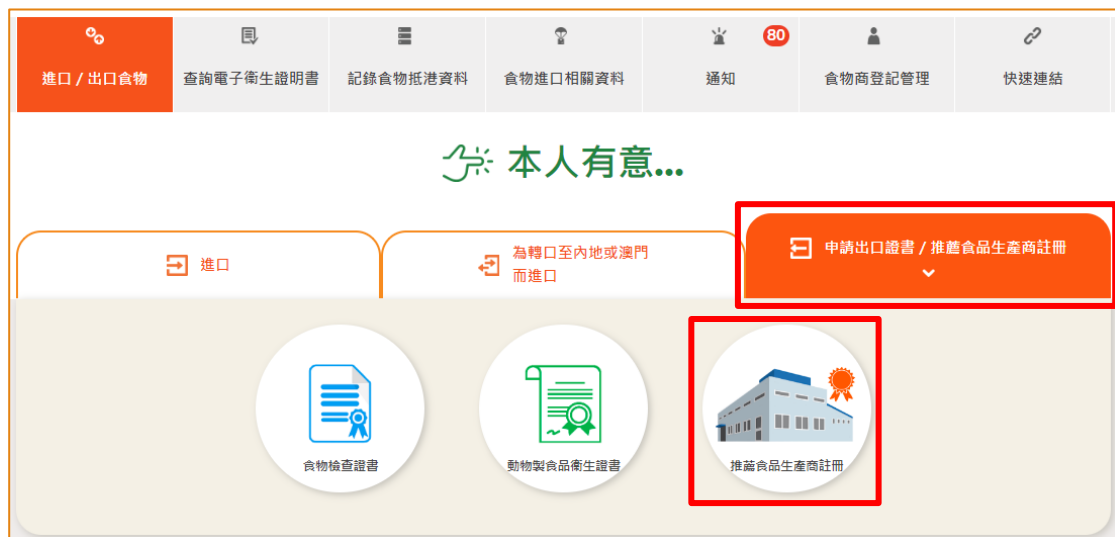 80
進口 / 出口食物
查詢電子衞生證明書
記錄食物抵港資料
食物進口相關資料
通知
食物商登記管理
快速連結
本人有意...
進口
為轉口至內地或澳門
而進口
申請出口證書 / 推薦食品生產商註冊
食物檢查證書
動物製食品衞生證書
推薦食品生產商註冊